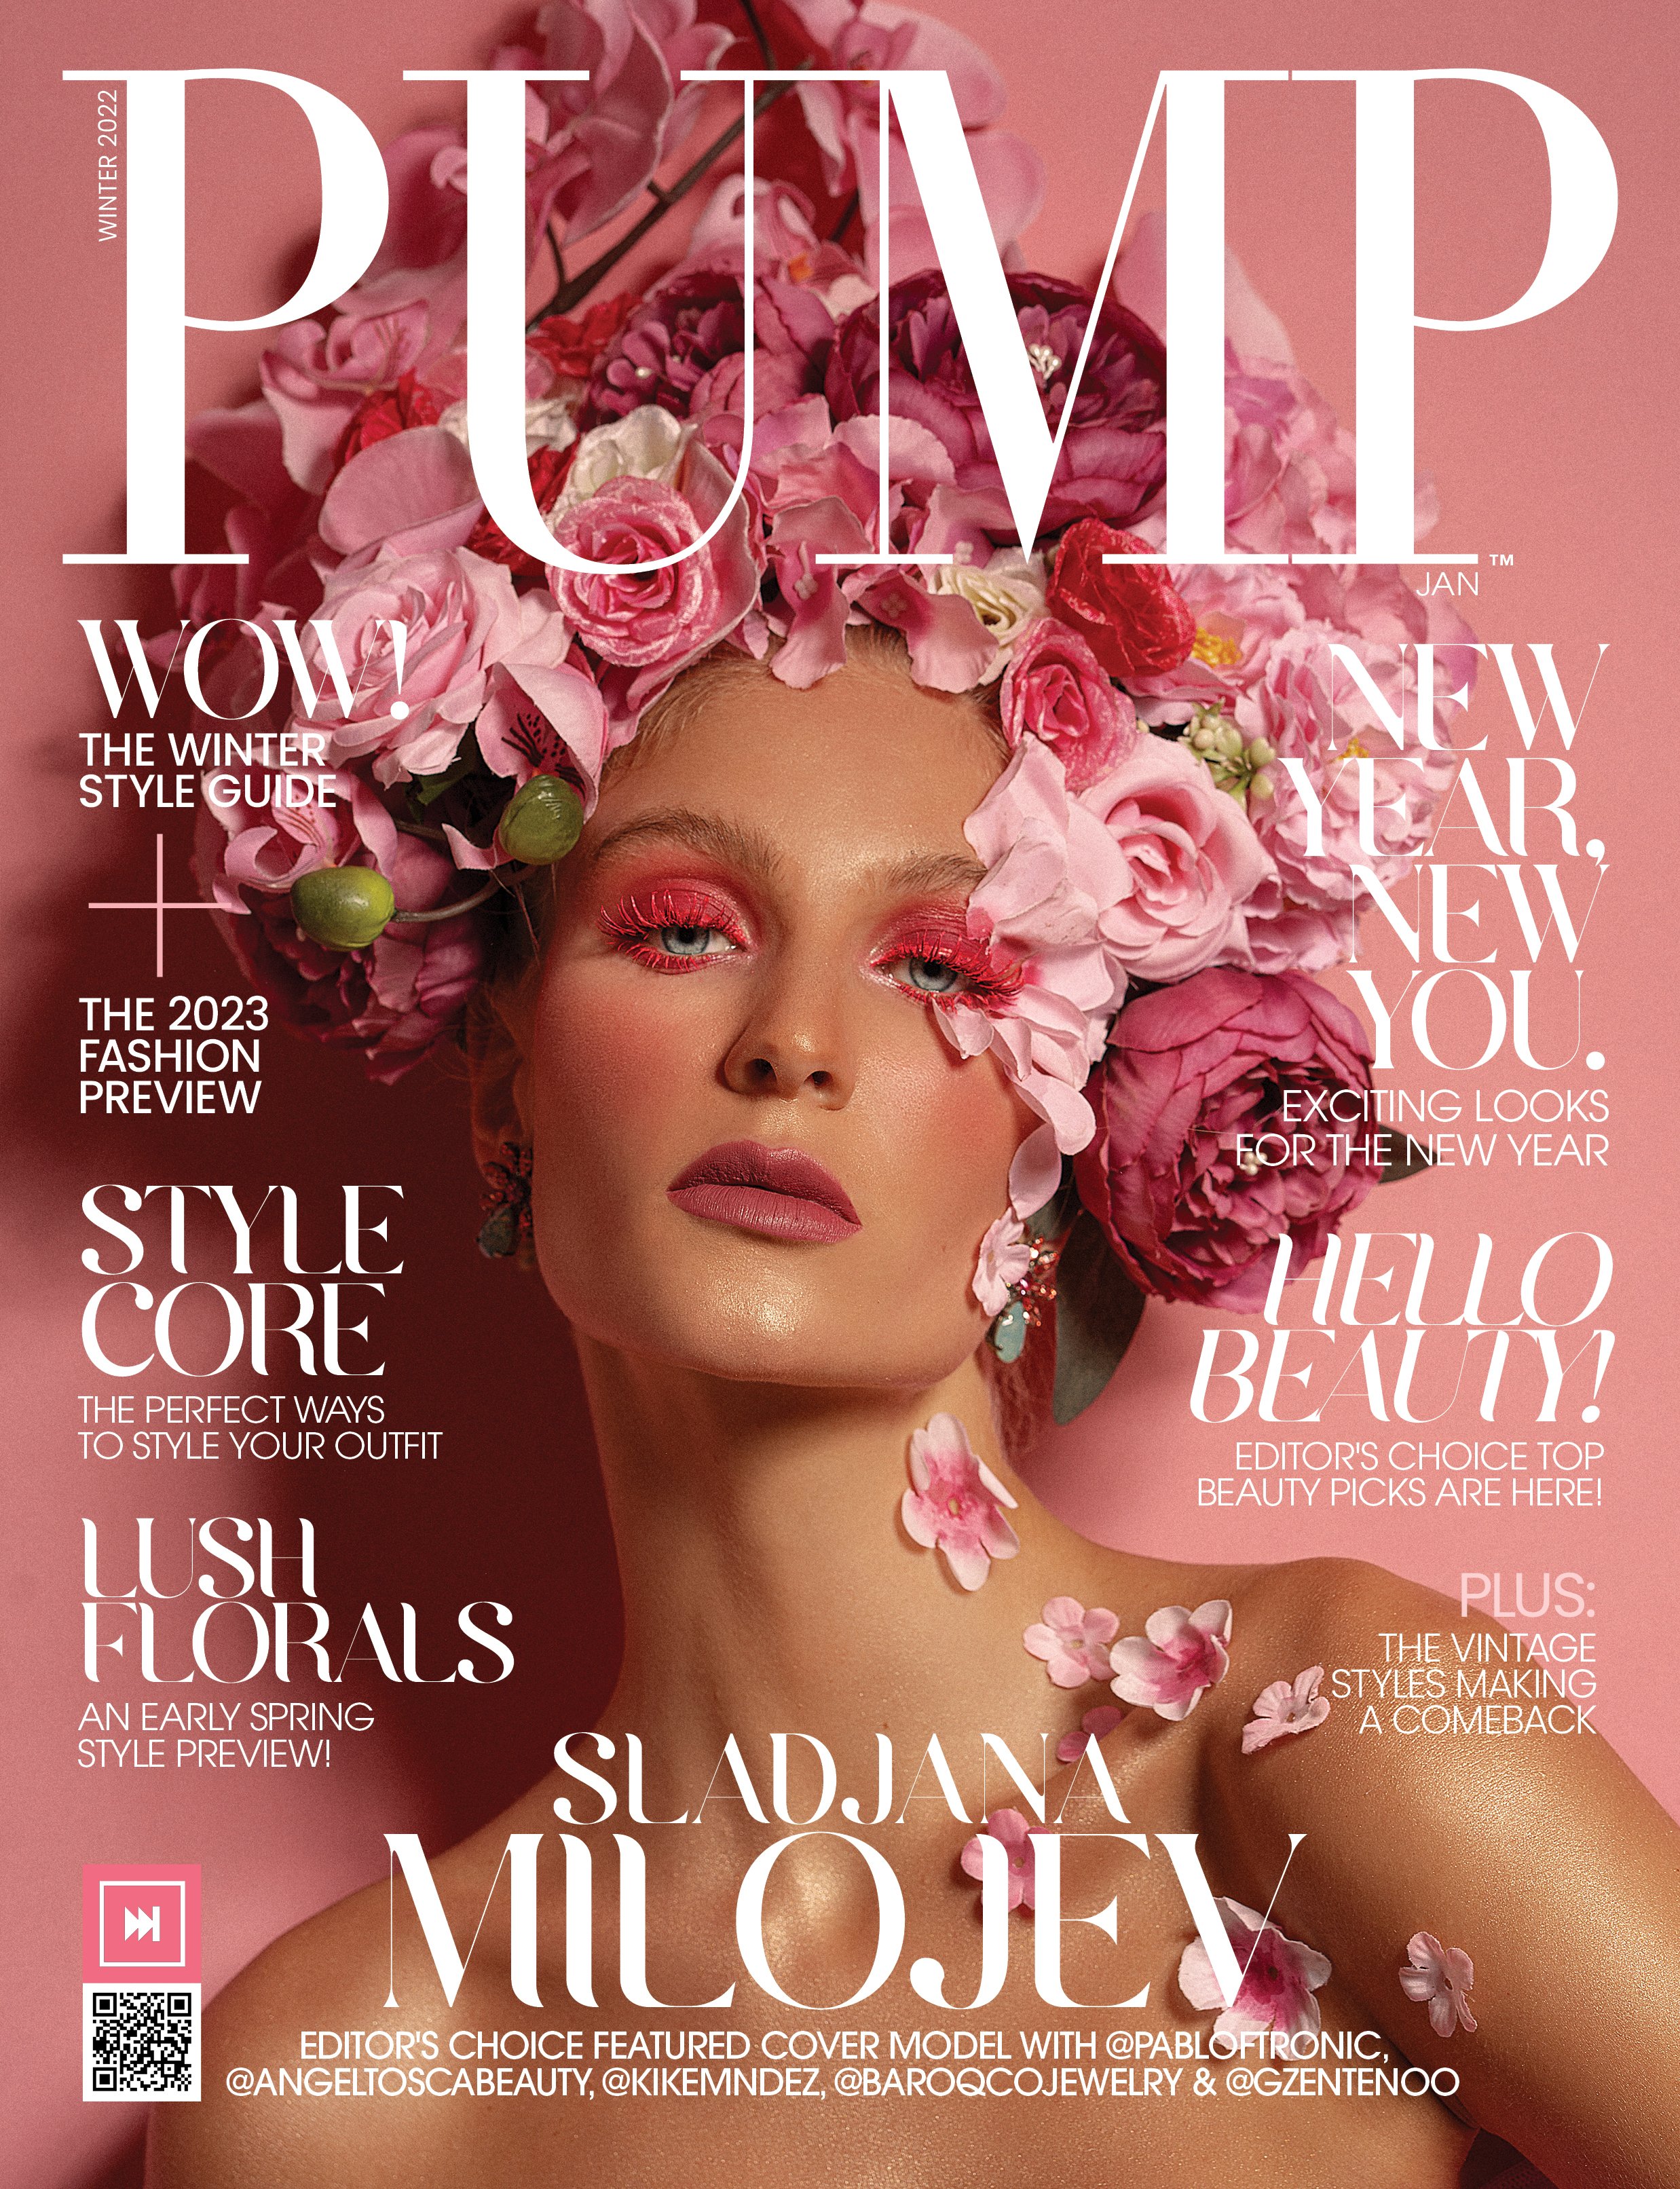 WINTER 2022
PUMP
™
JAN
WOW!
THE WINTER
STYLE GUIDE
+
THE 2023
FASHION
PREVIEW
STYLE
CORE
THE PERFECT WAYS
TO STYLE YOUR OUTFIT
LUSH
FLORALS
AN EARLY SPRING
STYLE PREVIEW!
NEW
YEAR,
NEW
YOU.
EXCITING LOOKS
FOR THE NEW YEAR
HELLO
BEAUTY!
EDITOR'S CHOICE TOP
BEAUTY PICKS ARE HERE!
PLUS:
THE VINTAGE
STYLES MAKING
A COMEBACK
SLADJANA
MILOJEV
EDITOR'S CHOICE FEATURED COVER MODEL WITH @PABLOFTRONIC,
@ANGELTOSCABEAUTY, @KIKEMNDEZ, @BAROQCOJEWELRY & @GZENTENOO